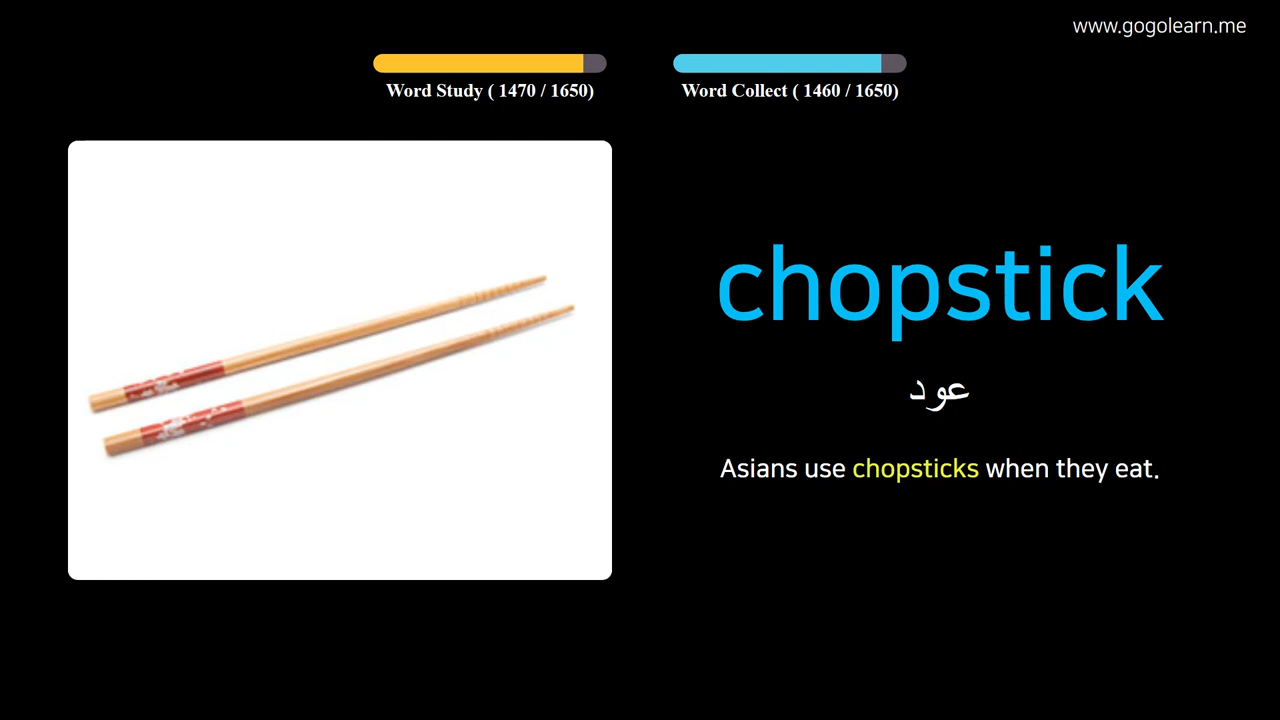 www.gogolearn.me
Word Study ( 1470 / 1650)
Word Collect ( 1460 / 1650)
chopstick
عود
Asians use chopsticks when they eat.